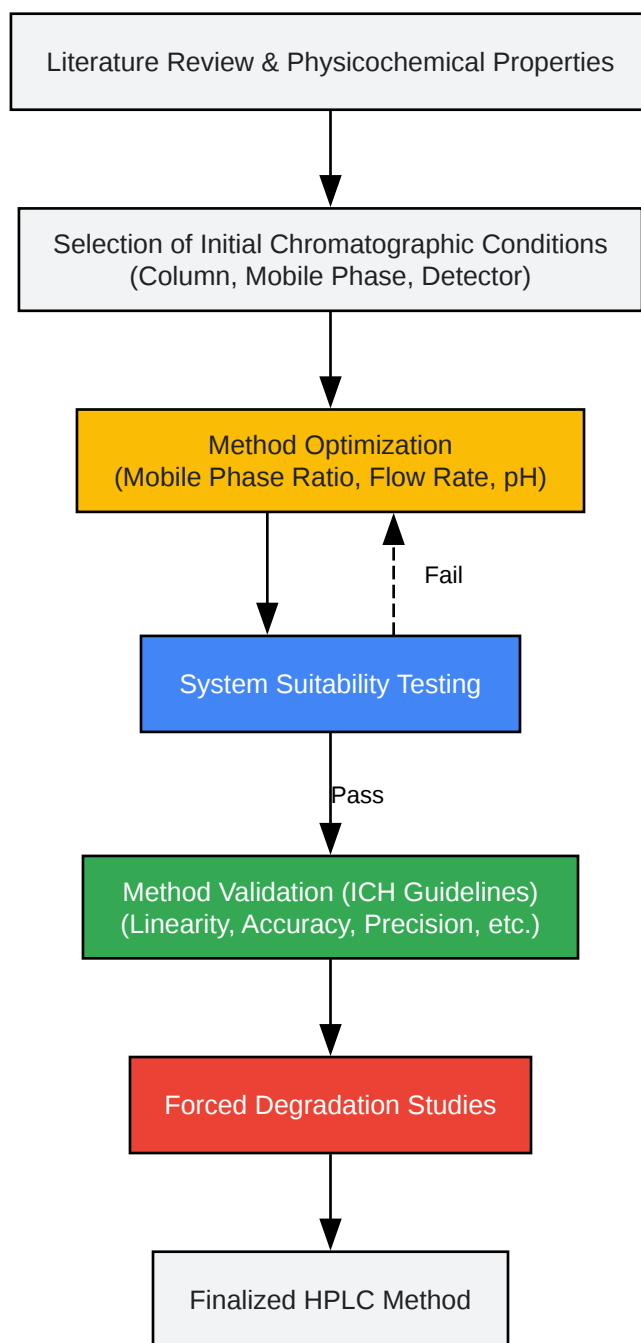 Literature Review & Physicochemical Properties
Selection of Initial Chromatographic Conditions
(Column, Mobile Phase, Detector)
Method Optimization
(Mobile Phase Ratio, Flow Rate, pH)
Fail
System Suitability Testing
Pass
Method Validation (ICH Guidelines)
(Linearity, Accuracy, Precision, etc.)
Forced Degradation Studies
Finalized HPLC Method